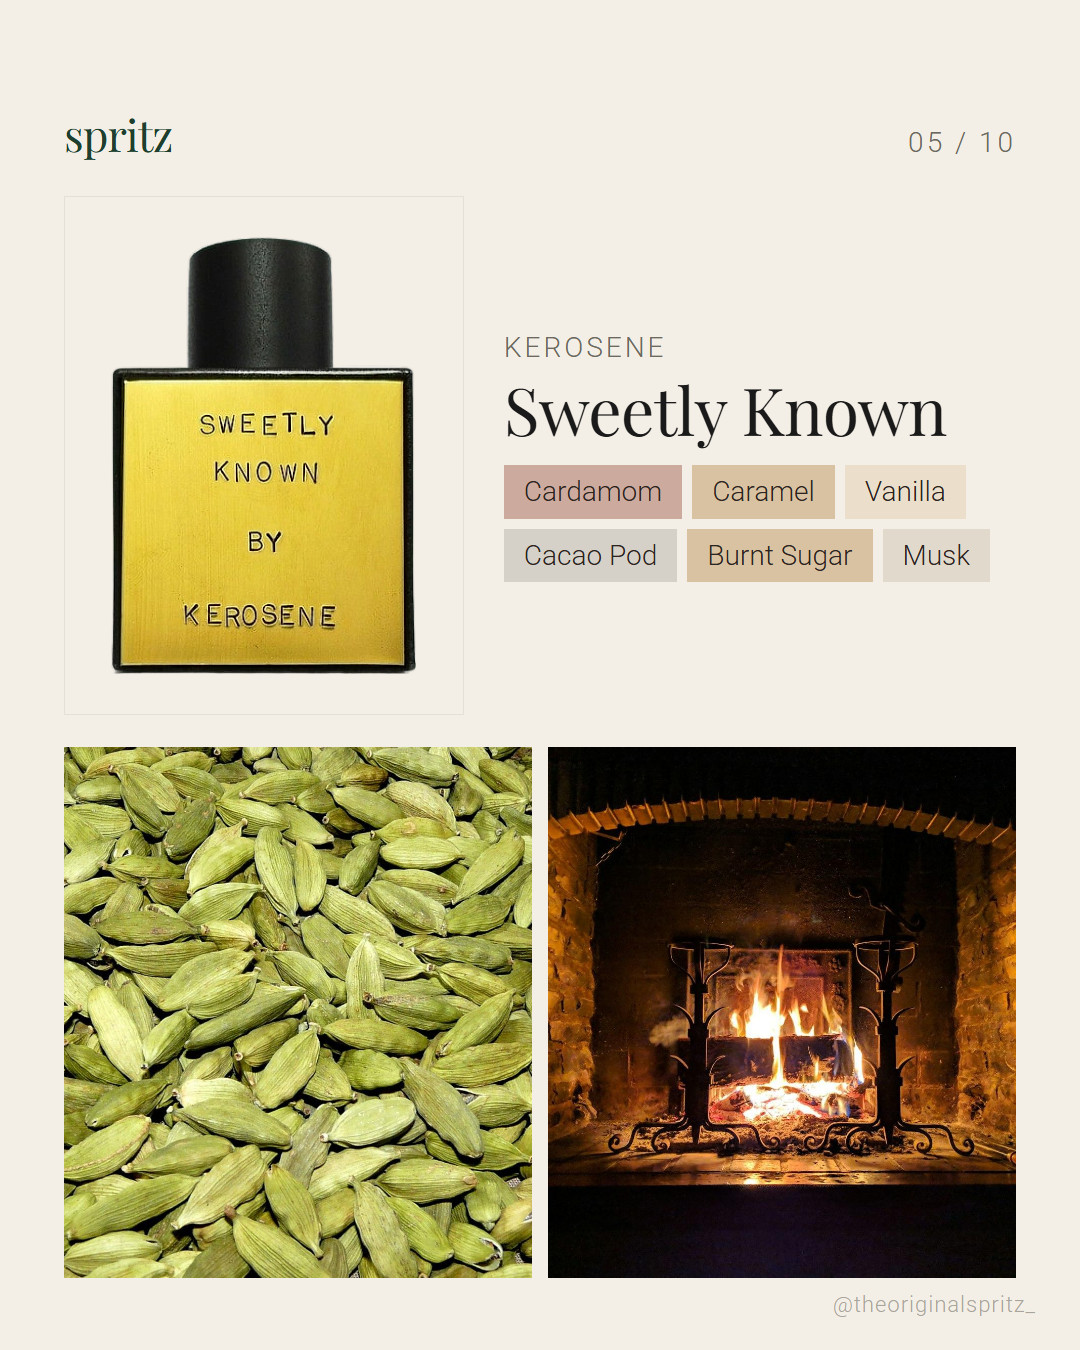 spritz
05 / 10
SWEETLY
KNOWN
BY
KEROSENE
KEROSENE
Sweetly Known
Cardamom Caramel Vanilla
Cacao Pod Burnt Sugar Musk
@theoriginalspritz_